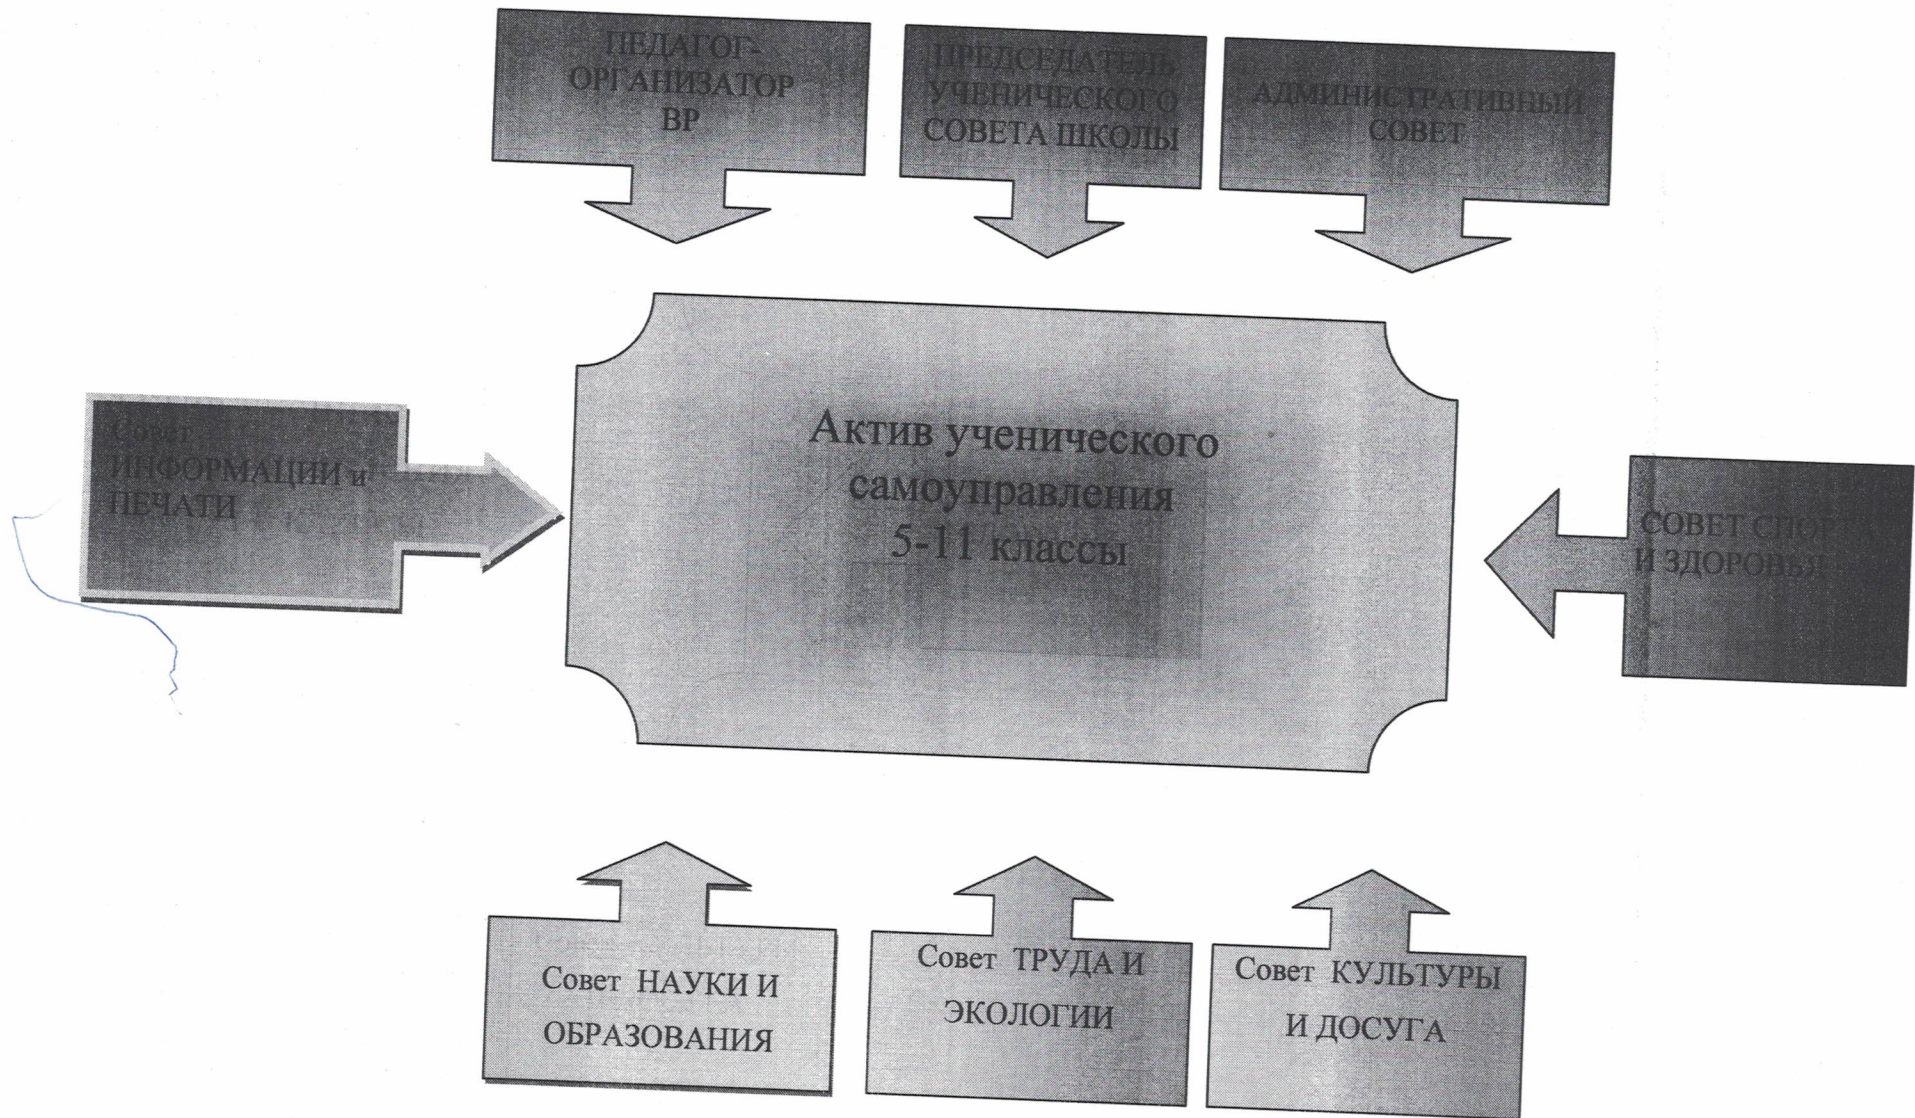 ПЕДАГОГ-
ОРГАНИЗАТОР
ВР
ПРЕДСЕДАТЕЛЬ
УЧЕНИЧЕСКОГО
СОВЕТА ШКОЛЫ
АДМИНИСТРАТИВНЫЙ
СОВЕТ
Актив ученического
самоуправления
5-11 классы
Совет
ИНФОРМАЦИИ и
ПЕЧАТИ
СОВЕТ СПОРТА
И ЗДОРОВЬЯ
Совет НАУКИ И
ОБРАЗОВАНИЯ
Совет ТРУДА И
ЭКОЛОГИИ
Совет КУЛЬТУРЫ
И ДОСУГА